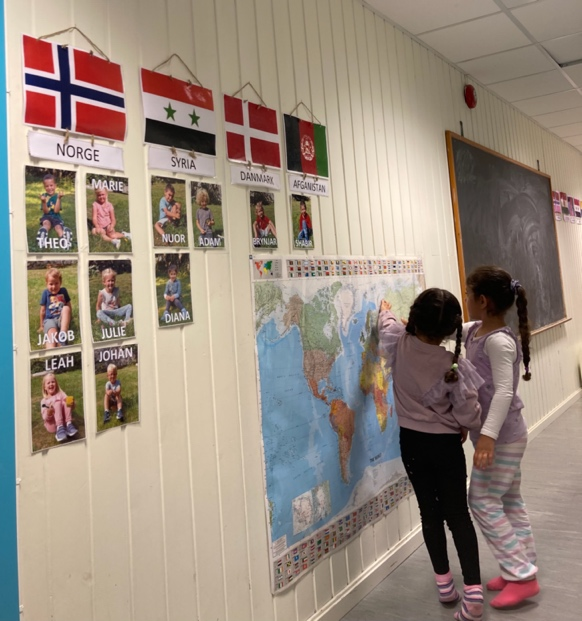 NORGE
SYRIA
DANMARK
AFGANISTAN
THEO
MARIE
NUOR
ADAM
BRYNJAR
SHABIR
JAKOB
JULIE
DIANA
LEAH
JOHAN